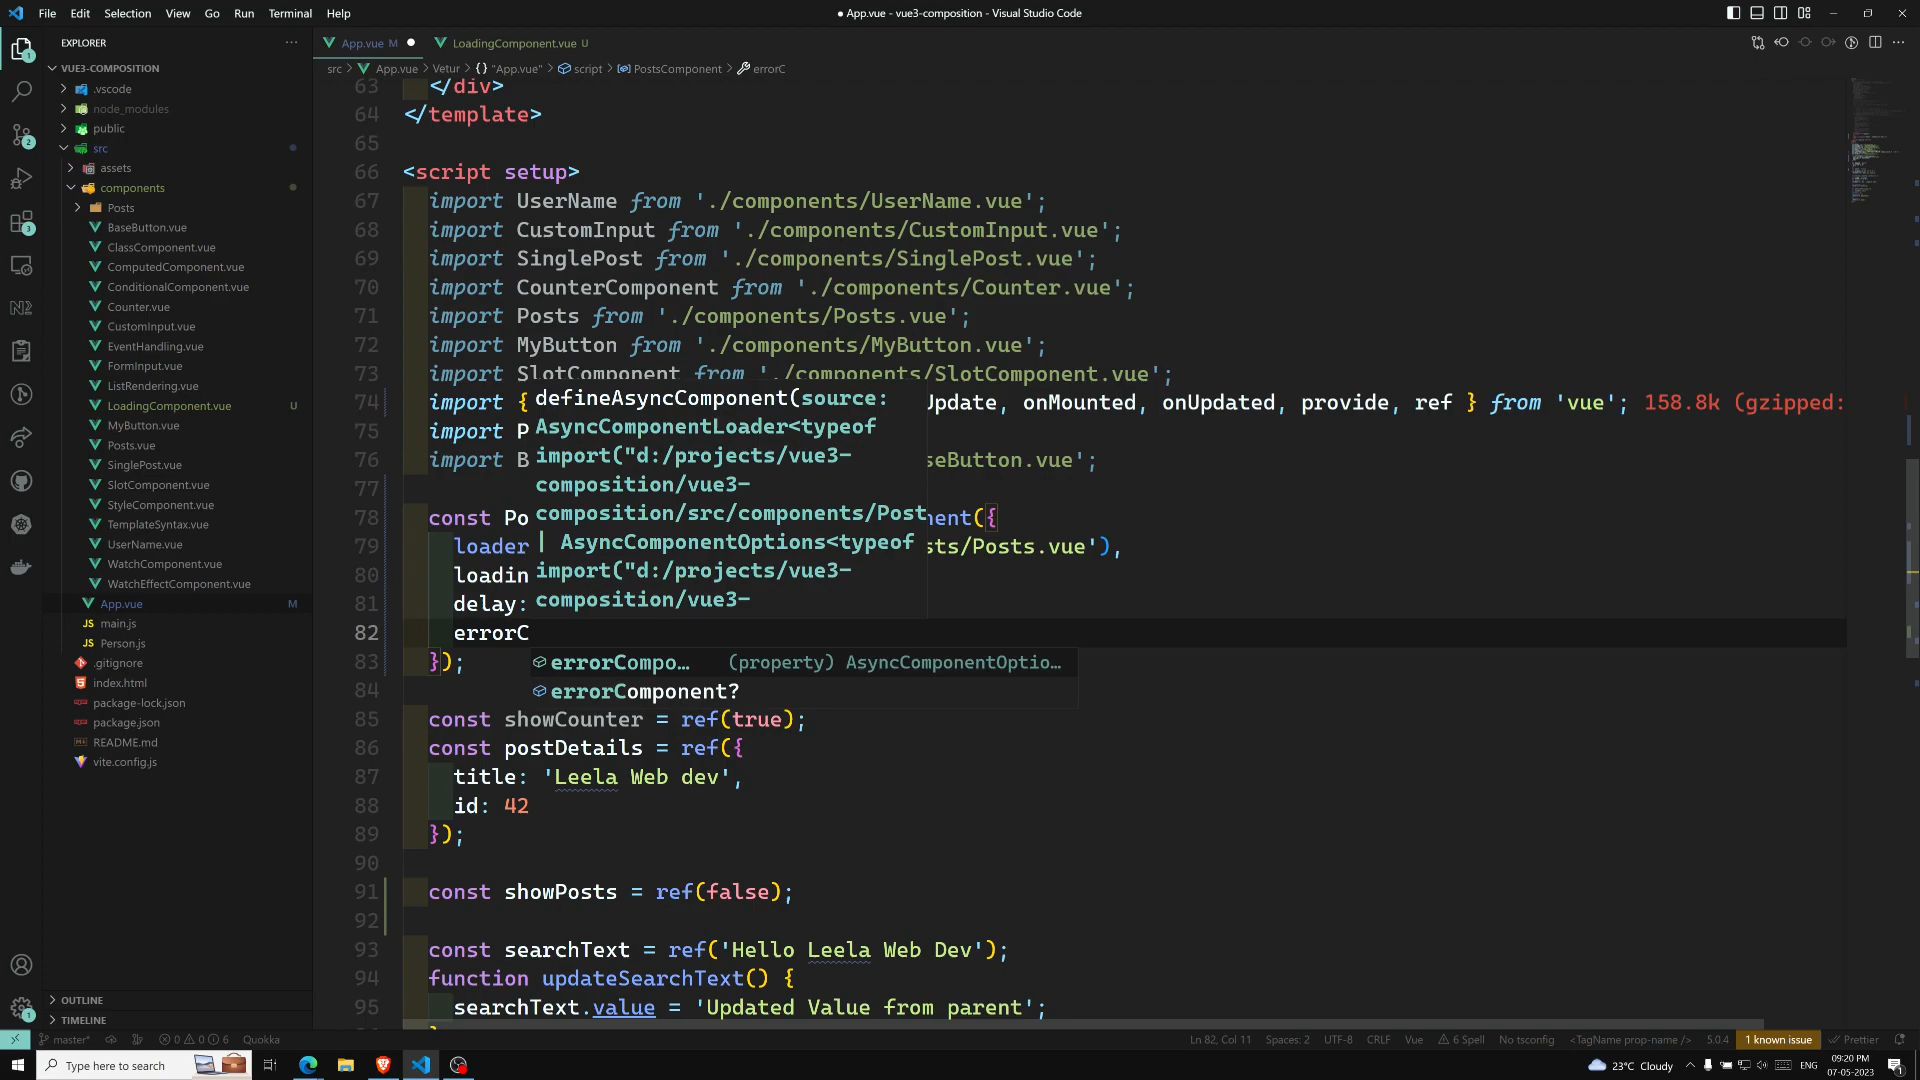 File Edit Selection View Go Run Terminal Help
● App.vue - vue3-composition - Visual Studio Code
EXPLORER
VUE3-COMPOSITION
.vscode
node_modules
public
src
assets
components
Posts
BaseButton.vue
ClassComponent.vue
ComputedComponent.vue
ConditionalComponent.vue
Counter.vue
CustomInput.vue
EventHandling.vue
FormInput.vue
ListRendering.vue
LoadingComponent.vue U
MyButton.vue
Posts.vue
SinglePost.vue
SlotComponent.vue
StyleComponent.vue
TemplateSyntax.vue
UserName.vue
WatchComponent.vue
WatchEffectComponent.vue
App.vue M
JS main.js
JS Person.js
.gitignore
index.html
package-lock.json
package.json
README.md
vite.config.js
OUTLINE
TIMELINE
App.vue M
LoadingComponent.vue U
src > App.vue > Vetur > {} "App.vue" > script > PostsComponent > errorC
63 </div>
64 </template>
65
66 <script setup>
67 import UserName from './components/UserName.vue';
68 import CustomInput from './components/CustomInput.vue';
69 import SinglePost from './components/SinglePost.vue';
70 import CounterComponent from './components/Counter.vue';
71 import Posts from './components/Posts.vue';
72 import MyButton from './components/MyButton.vue';
73 import SlotComponent from './components/SlotComponent.vue';
74 import { Update, onMounted, onUpdated, provide, ref } from 'vue'; 158.8k (gzipped:
75 import P
76 import B seButton.vue';
77
78 const Po nent({
79 loader sts/Posts.vue'),
80 loadin
81 delay:
82 errorC
83 });
84
85 const showCounter = ref(true);
86 const postDetails = ref({
87 title: 'Leela Web dev',
88 id: 42
89 });
90
91 const showPosts = ref(false);
92
93 const searchText = ref('Hello Leela Web Dev');
94 function updateSearchText() {
95 searchText.value = 'Updated Value from parent';
defineAsyncComponent(source:
AsyncComponentLoader<typeof
import("d:/projects/vue3-
composition/vue3-
composition/src/components/Post
| AsyncComponentOptions<typeof
import("d:/projects/vue3-
composition/vue3-
errorCompo… (property) AsyncComponentOptio…
errorComponent?
master* 0 0 6 Quokka
Ln 82, Col 11 Spaces: 2 UTF-8 CRLF Vue 6 Spell No tsconfig <TagName prop-name /> 5.0.4 1 known issue Prettier
Type here to search
23°C Cloudy ENG 09:20 PM
07-05-2023